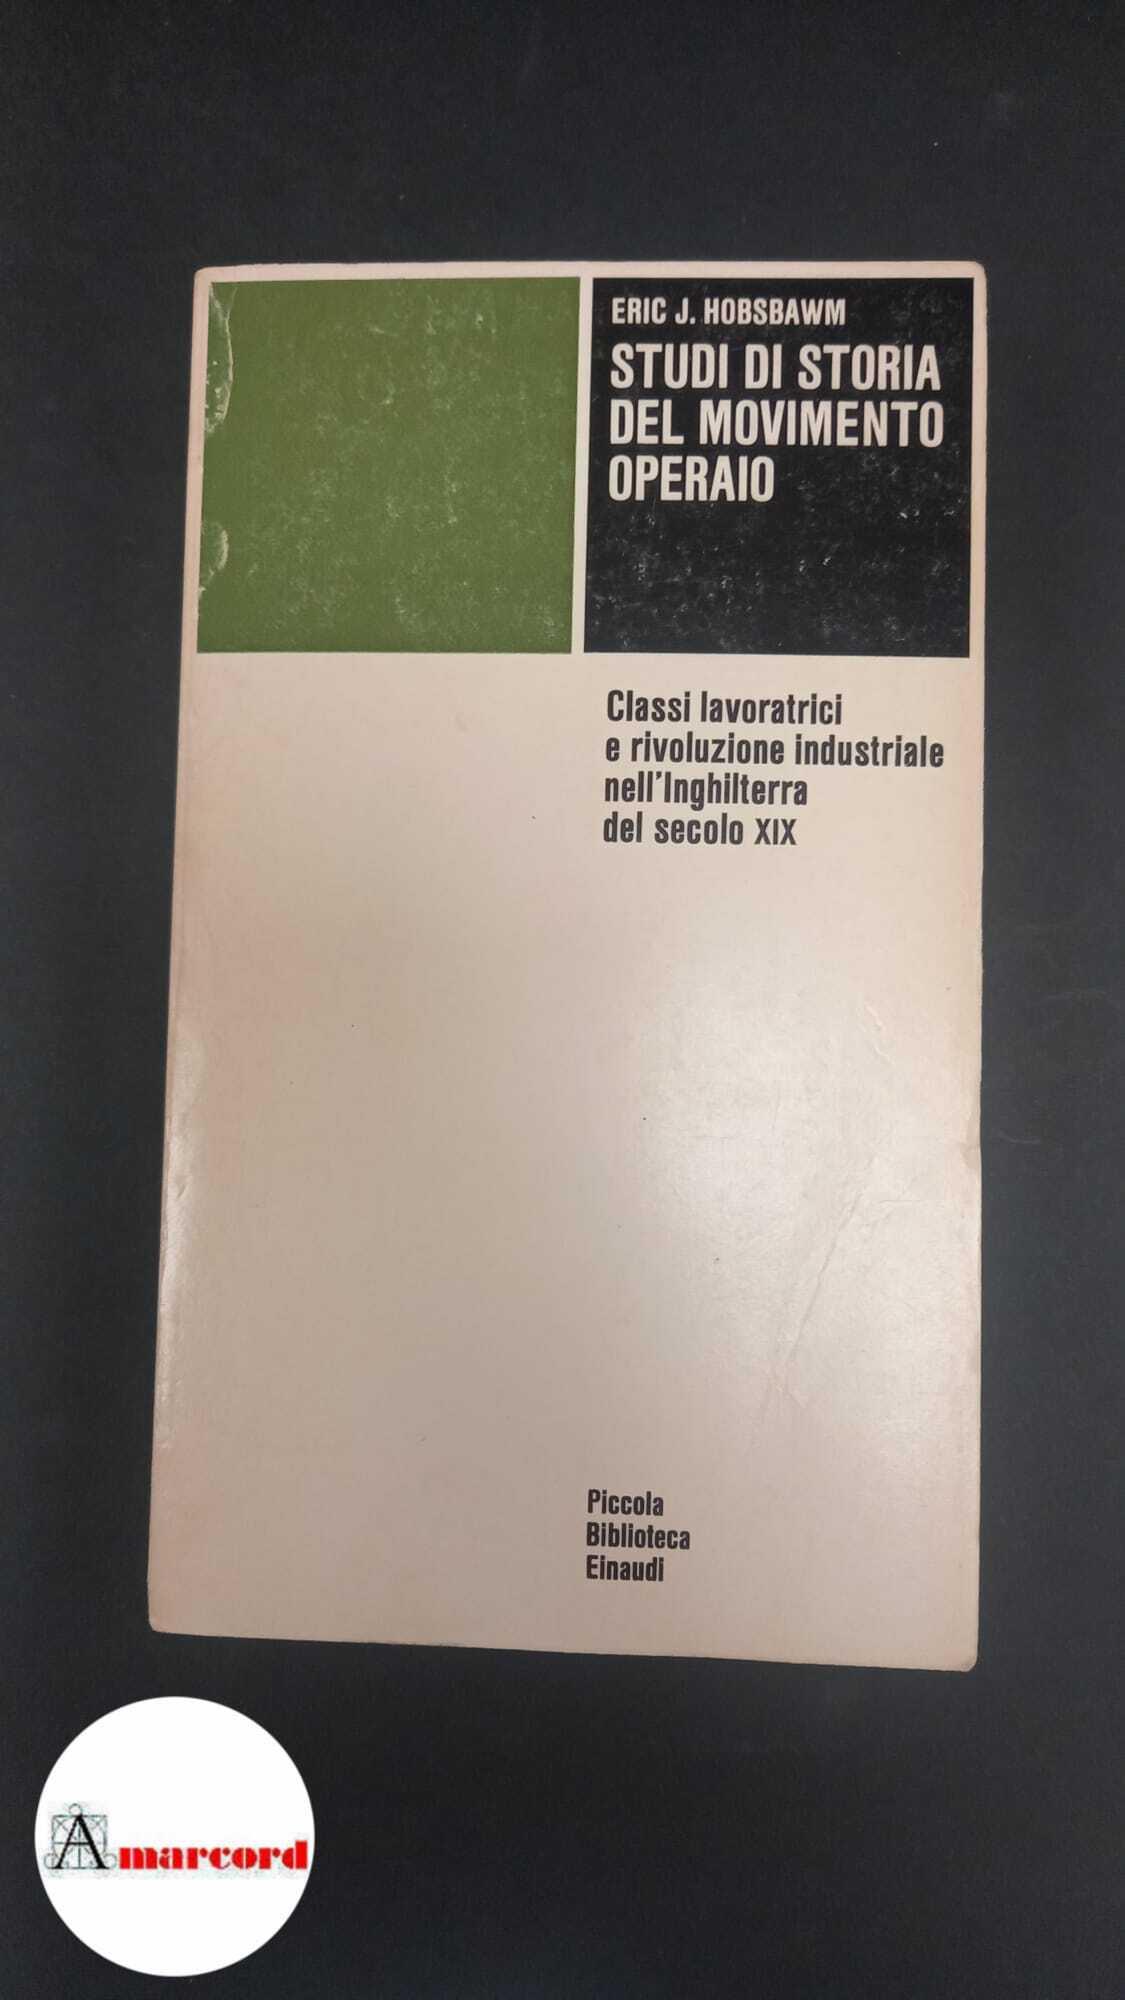 ERIC J. HOBSBAWM
STUDI DI STORIA
DEL MOVIMENTO
OPERAIO
Classi lavoratrici
e rivoluzione industriale
nell'Inghilterra
del secolo XIX
Piccola
Biblioteca
Einaudi
Amarcord